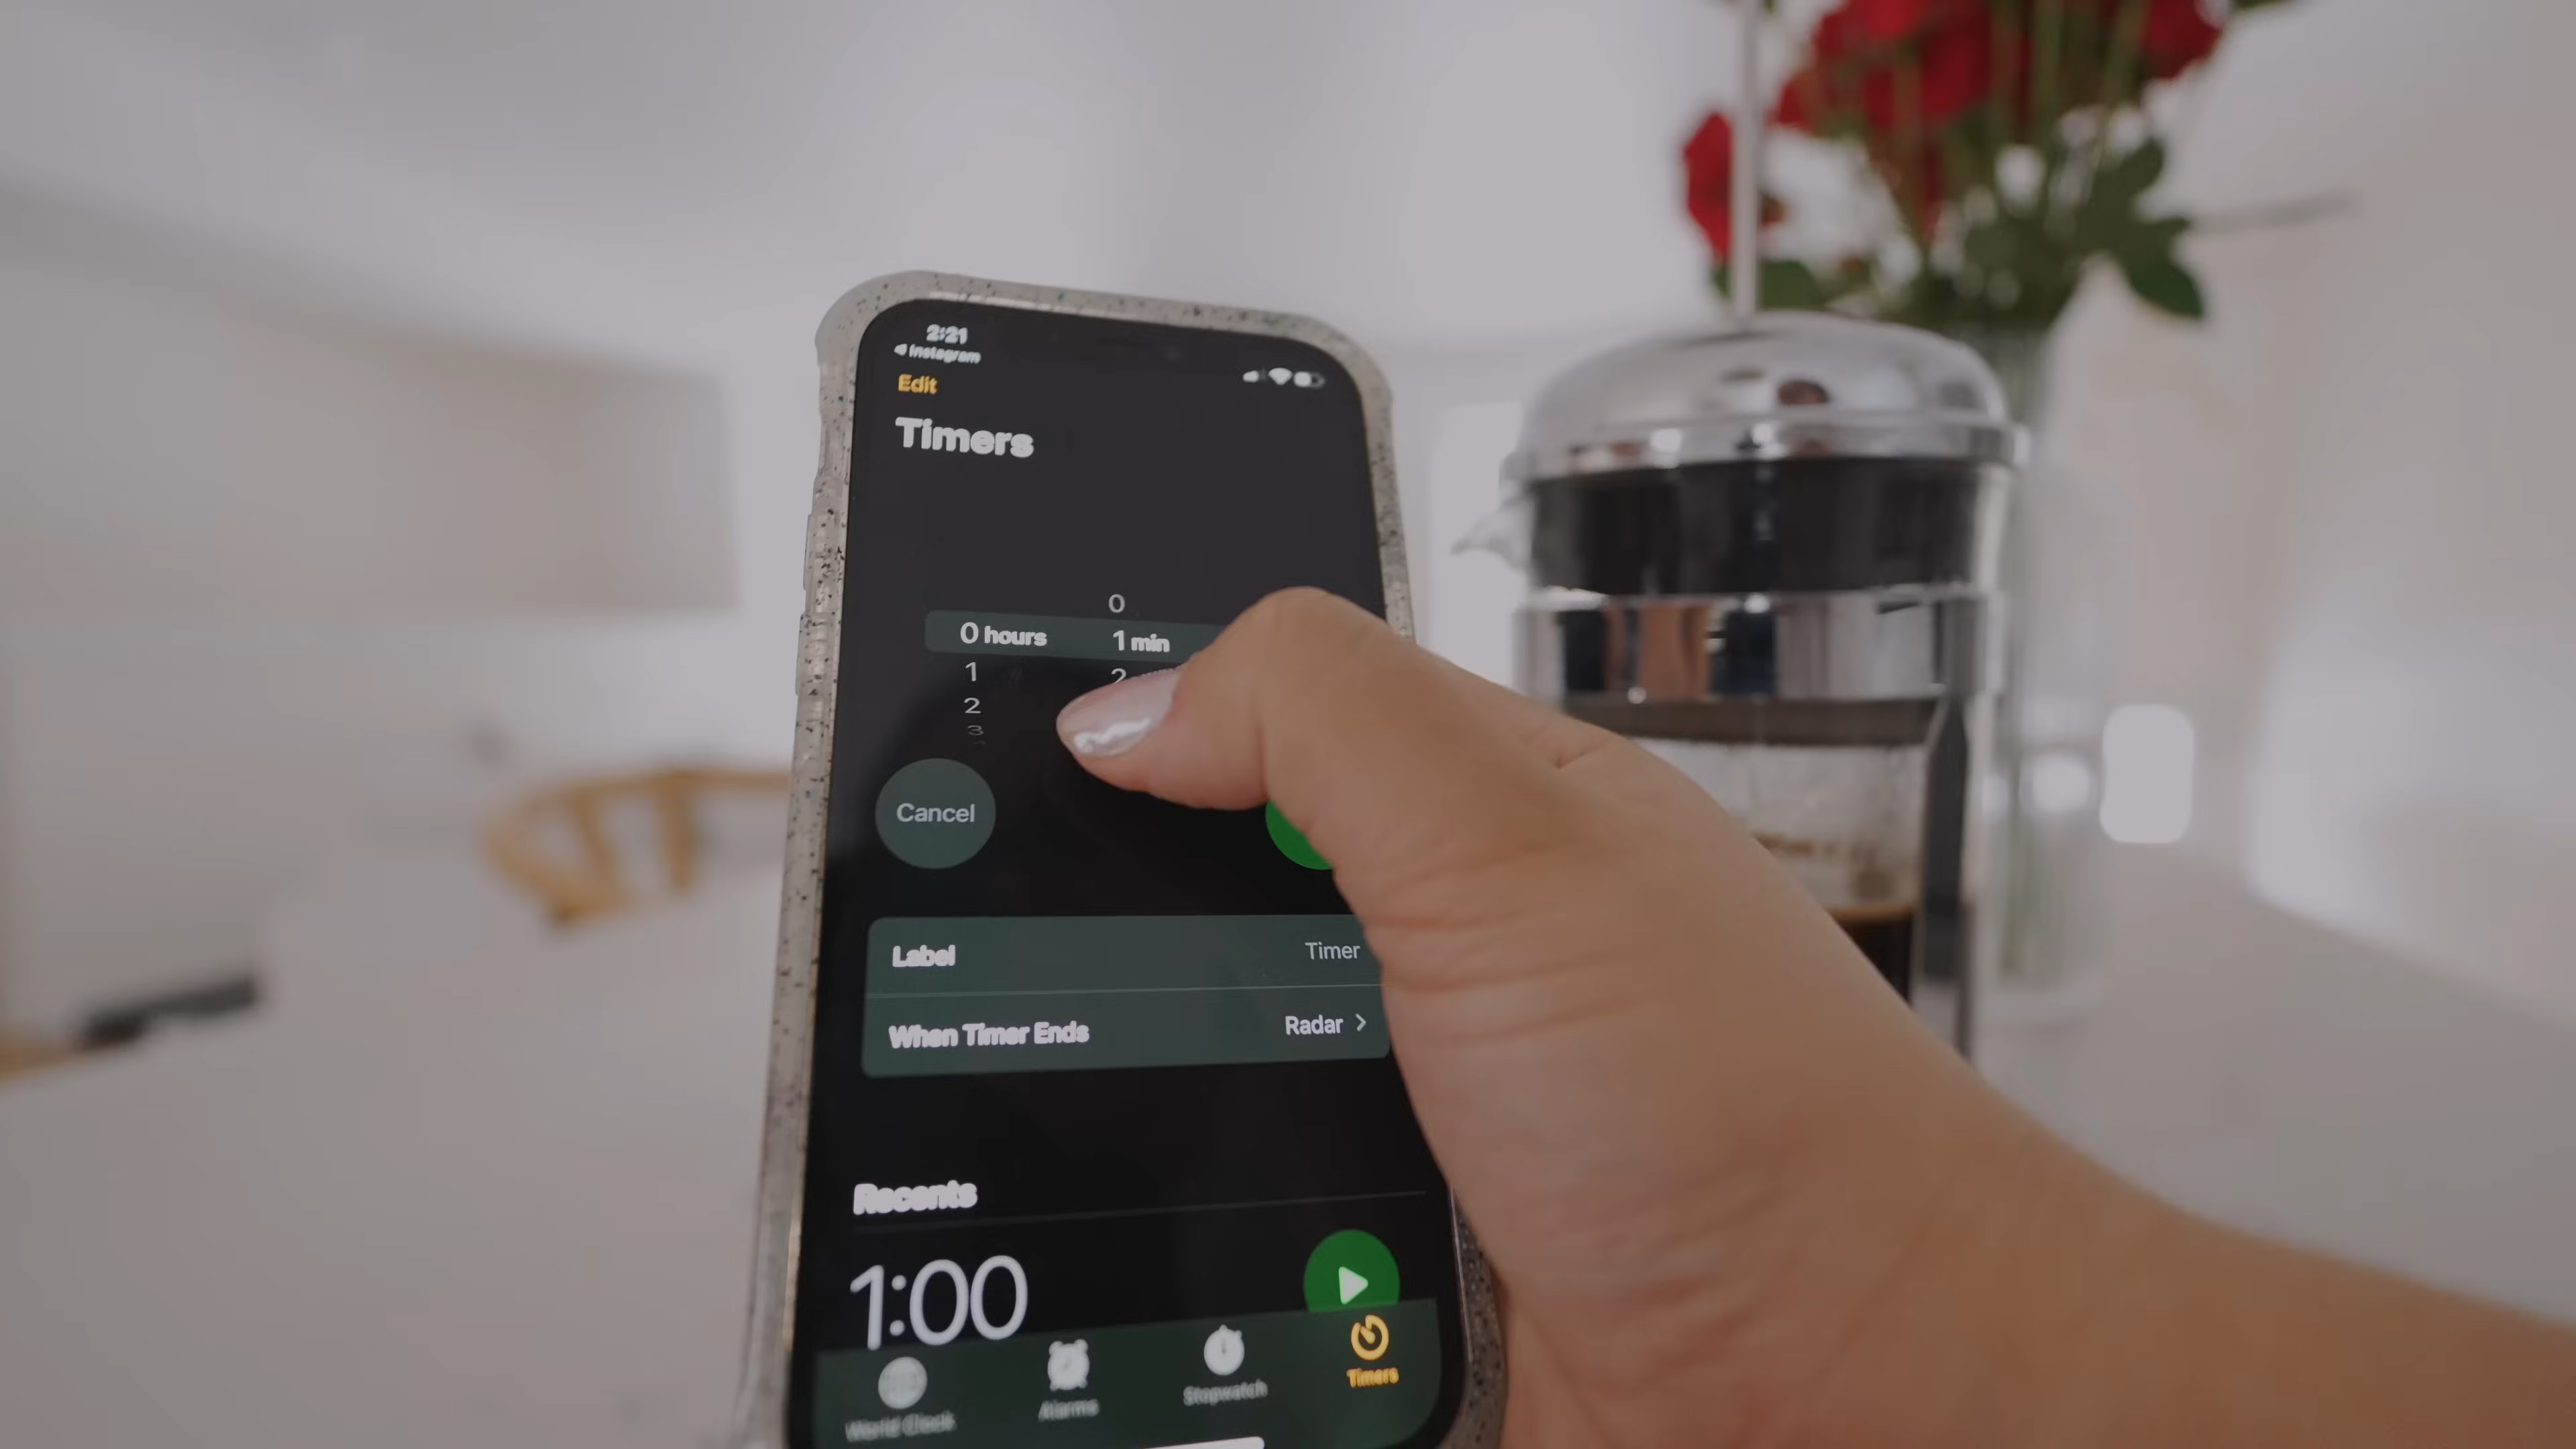 2:21
Instagram
Edit
Timers
0
0 hours 1 min
1 2
2
3
Cancel
Label Timer
When Timer Ends Radar
Recents
1:00
World Clock Alarms Stopwatch Timers